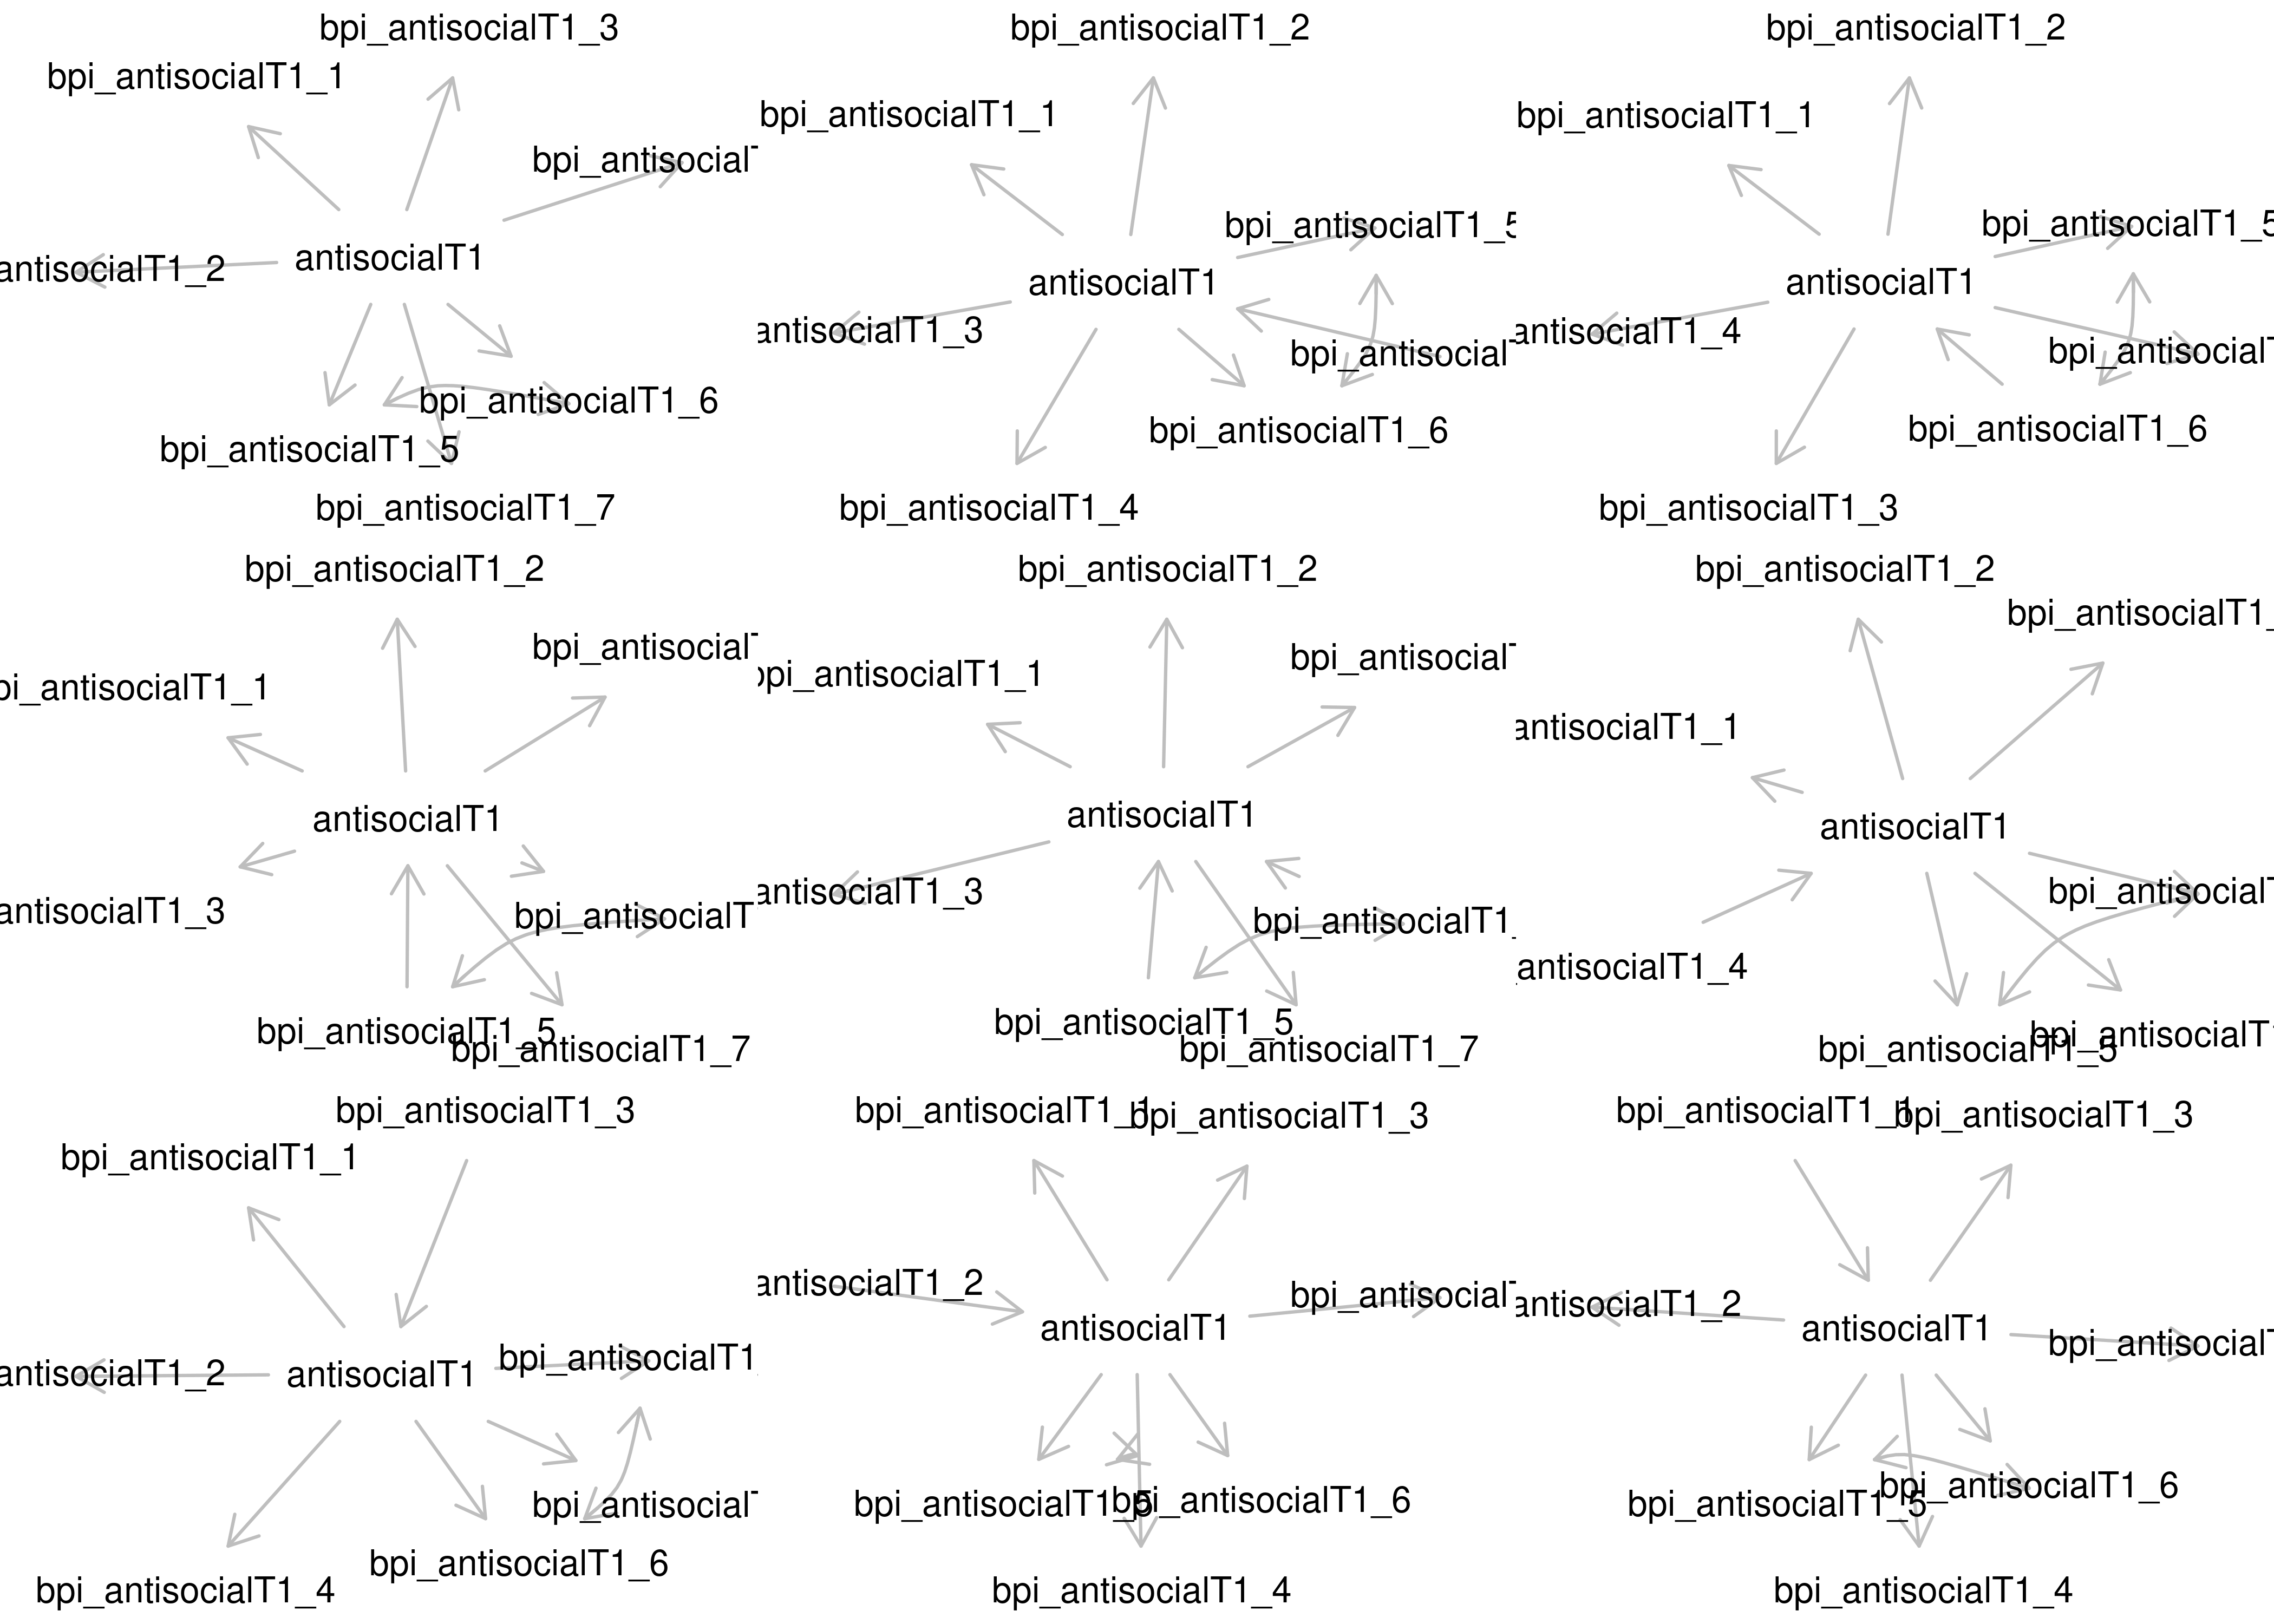 bpi_antisocialT1_3
bpi_antisocialT1_1
bpi_antisocialT
antisocialT1
antisocialT1_2
bpi_antisocialT1_6
bpi_antisocialT1_5
bpi_antisocialT1_7
bpi_antisocialT1_2
bpi_antisocialT1_1
bpi_antisocialT1_5
antisocialT1
antisocialT1_3
bpi_antisocialT
bpi_antisocialT1_6
bpi_antisocialT1_4
bpi_antisocialT1_2
bpi_antisocialT1_1
bpi_antisocialT1_5
antisocialT1
antisocialT1_4
bpi_antisocialT
bpi_antisocialT1_6
bpi_antisocialT1_3
bpi_antisocialT1_2
bpi_antisocialT
pi_antisocialT1_1
antisocialT1
antisocialT1_3
bpi_antisocialT
bpi_antisocialT1_5
bpi_antisocialT1_7
bpi_antisocialT1_2
bpi_antisocialT
bpi_antisocialT1_1
antisocialT1
antisocialT1_3
bpi_antisocialT1_
bpi_antisocialT1_5
bpi_antisocialT1_7
bpi_antisocialT1_2
bpi_antisocialT1_
antisocialT1_1
antisocialT1
bpi_antisocialT
antisocialT1_4
bpi_antisocialT1
bpi_antisocialT1_5
bpi_antisocialT1_3
bpi_antisocialT1_1
bpi_antisocialT1
antisocialT1_2
antisocialT1
bpi_antisocialT
bpi_antisocialT1_6
bpi_antisocialT1_4
bpi_antisocialT1_1
bpi_antisocialT1_3
antisocialT1_2
bpi_antisocialT
antisocialT1
bpi_antisocialT1_5
bpi_antisocialT1_6
bpi_antisocialT1_4
bpi_antisocialT1_1
bpi_antisocialT1_3
antisocialT1_2
antisocialT1
bpi_antisocialT
bpi_antisocialT1_6
bpi_antisocialT1_5
bpi_antisocialT1_4